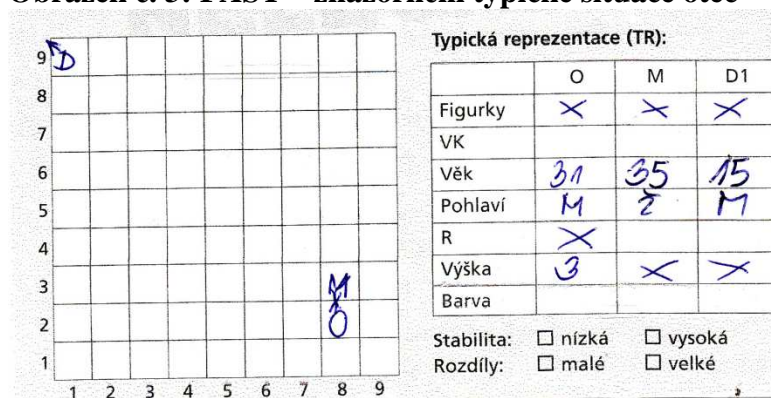 Obrázek č. 3: FAST – znázornění typické situace otec
Typická reprezentace (TR):
O M D1
Figurky X X X
VK
Věk 31 35 15
Pohlaví M Ž M
R X
Výška 3 X X
Barva
Stabilita: nízká vysoká
Rozdíly: malé velké
9 D
8
7
6
5
4
3 M
2 O
1
1 2 3 4 5 6 7 8 9